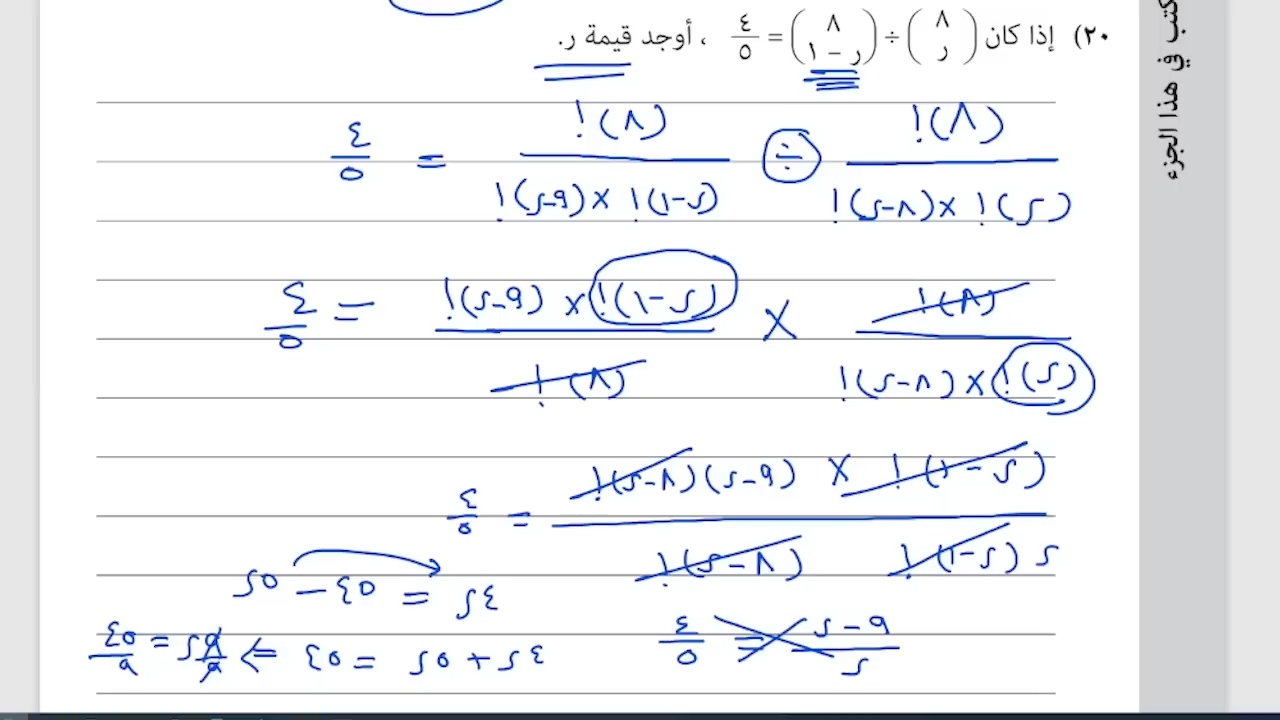 ٢٠) إذا كان (٨ ر) ÷ (٨ ر – ١) = ٤/٥ ، أوجد قيمة ر.
(٨)! / (ر)! × (٨-ر)! ÷ (٨)! / (ر-١)! × (٩-ر)! = ٤/٥
(٨)! / (ر)! × (٨-ر)! × (ر-١)! × (٩-ر)! / (٨)! = ٤/٥
(ر-١)! × (٩-ر)(٨-ر)! / ر(ر-١)! (٨-ر)! = ٤/٥
٩-ر / ر = ٤/٥
٤ر = ٤٥ - ٥ر
٤ر + ٥ر = ٤٥ ⇐ ٩ر/٩ = ٤٥/٩
كتب في هذا الجزء